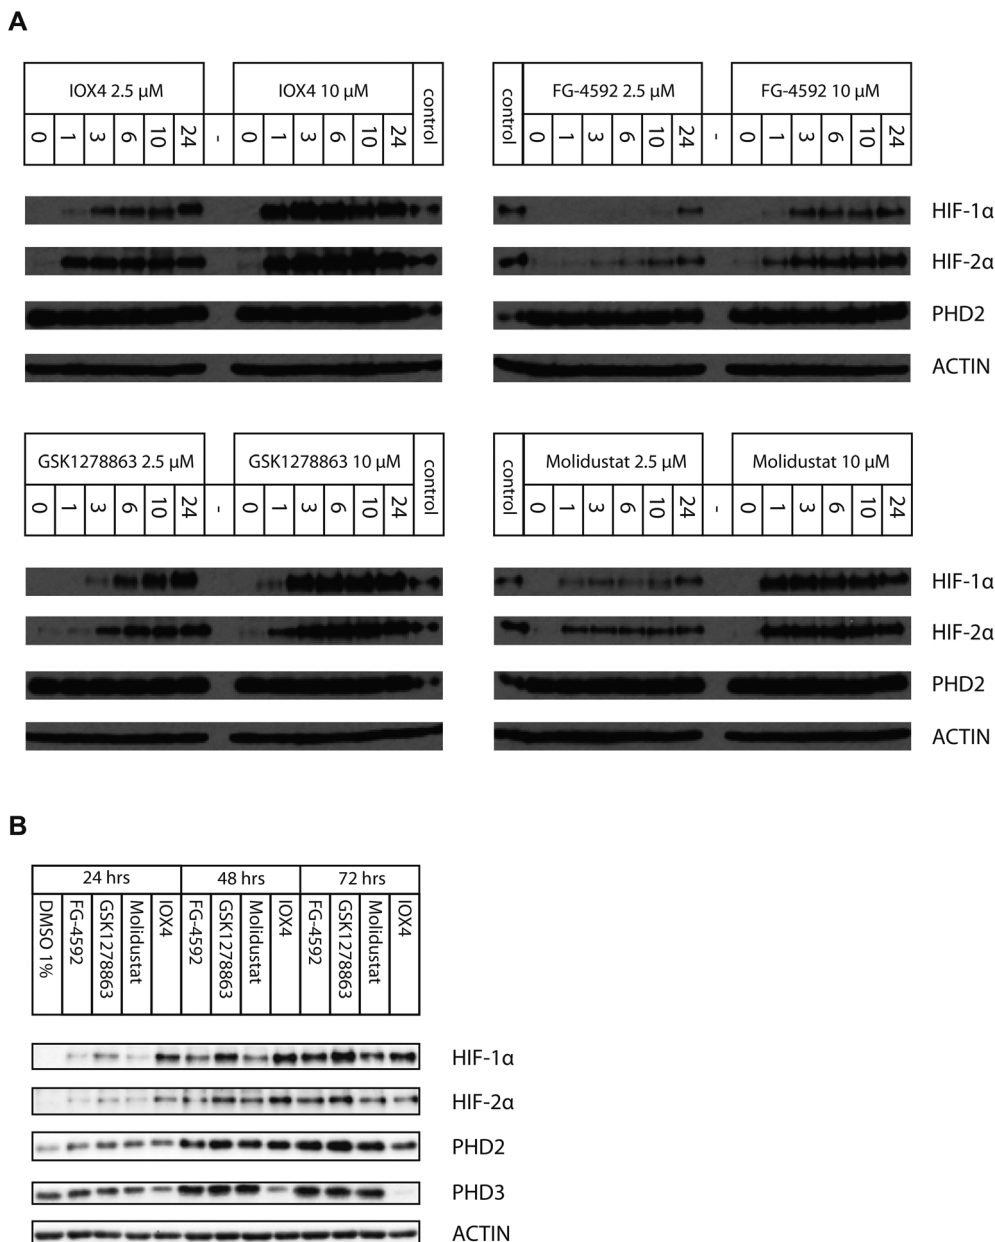 A
IOX4 2.5 µM
IOX4 10 µM
control
0 1 3 6 10 24 - 0 1 3 6 10 24
control
FG-4592 2.5 µM
FG-4592 10 µM
0 1 3 6 10 24 - 0 1 3 6 10 24
HIF-1α
HIF-2α
PHD2
ACTIN
GSK1278863 2.5 µM
GSK1278863 10 µM
control
0 1 3 6 10 24 - 0 1 3 6 10 24
control
Molidustat 2.5 µM
Molidustat 10 µM
0 1 3 6 10 24 - 0 1 3 6 10 24
HIF-1α
HIF-2α
PHD2
ACTIN
B
24 hrs 48 hrs 72 hrs
DMSO 1%
FG-4592
GSK1278863
Molidustat
IOX4
FG-4592
GSK1278863
Molidustat
IOX4
FG-4592
GSK1278863
Molidustat
IOX4
HIF-1α
HIF-2α
PHD2
PHD3
ACTIN